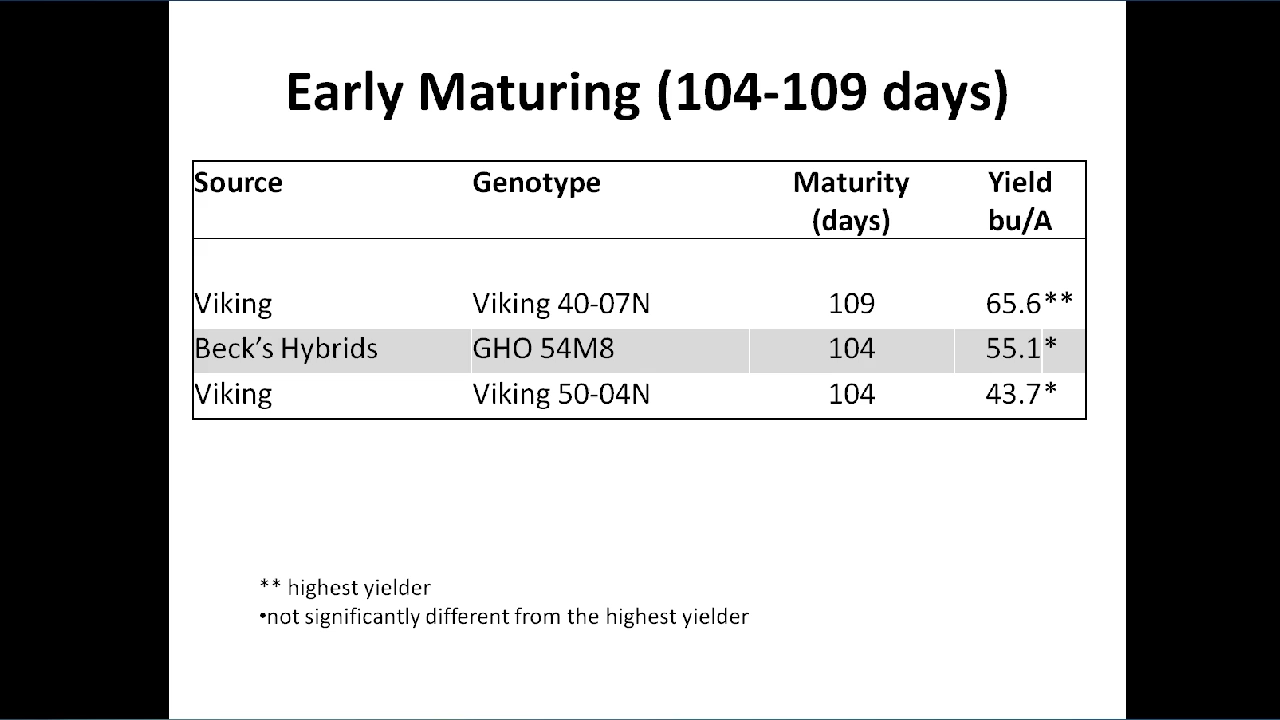 Early Maturing (104-109 days)
Source Genotype Maturity (days) Yield bu/A
Viking Viking 40-07N 109 65.6**
Beck's Hybrids GHO 54M8 104 55.1*
Viking Viking 50-04N 104 43.7*
** highest yielder
•not significantly different from the highest yielder